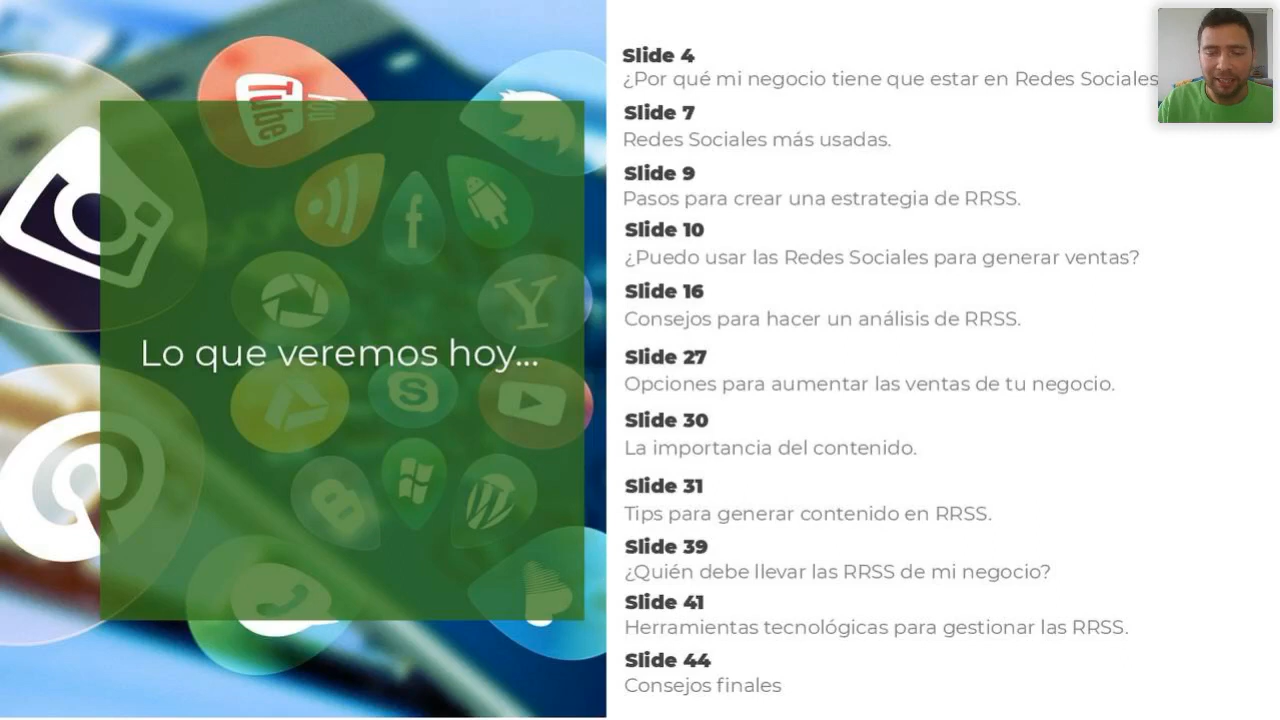 Lo que veremos hoy...
Slide 4
¿Por qué mi negocio tiene que estar en Redes Sociales
Slide 7
Redes Sociales más usadas.
Slide 9
Pasos para crear una estrategia de RRSS.
Slide 10
¿Puedo usar las Redes Sociales para generar ventas?
Slide 16
Consejos para hacer un análisis de RRSS.
Slide 27
Opciones para aumentar las ventas de tu negocio.
Slide 30
La importancia del contenido.
Slide 31
Tips para generar contenido en RRSS.
Slide 39
¿Quién debe llevar las RRSS de mi negocio?
Slide 41
Herramientas tecnológicas para gestionar las RRSS.
Slide 44
Consejos finales
You
Tube